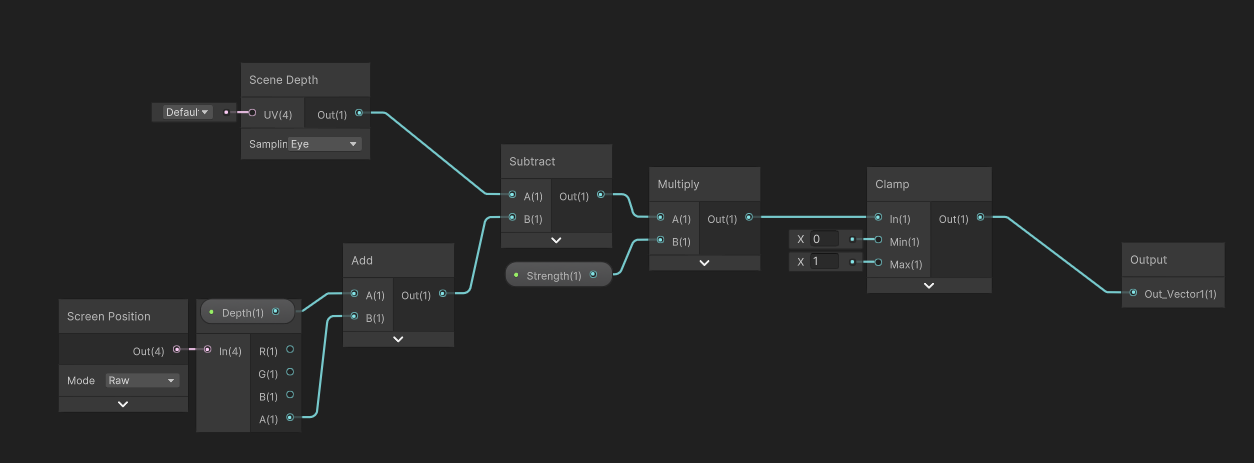 Scene Depth
Defaul
UV(4)
Out(1)
Samplin
Eye
Subtract
A(1)
Out(1)
B(1)
Multiply
A(1)
Out(1)
B(1)
Strength(1)
Clamp
In(1)
Out(1)
X 0
Min(1)
X 1
Max(1)
Output
Out_Vector1(1)
Add
A(1)
Out(1)
B(1)
Screen Position
Out(4)
Mode
Raw
Depth(1)
In(4)
R(1)
G(1)
B(1)
A(1)